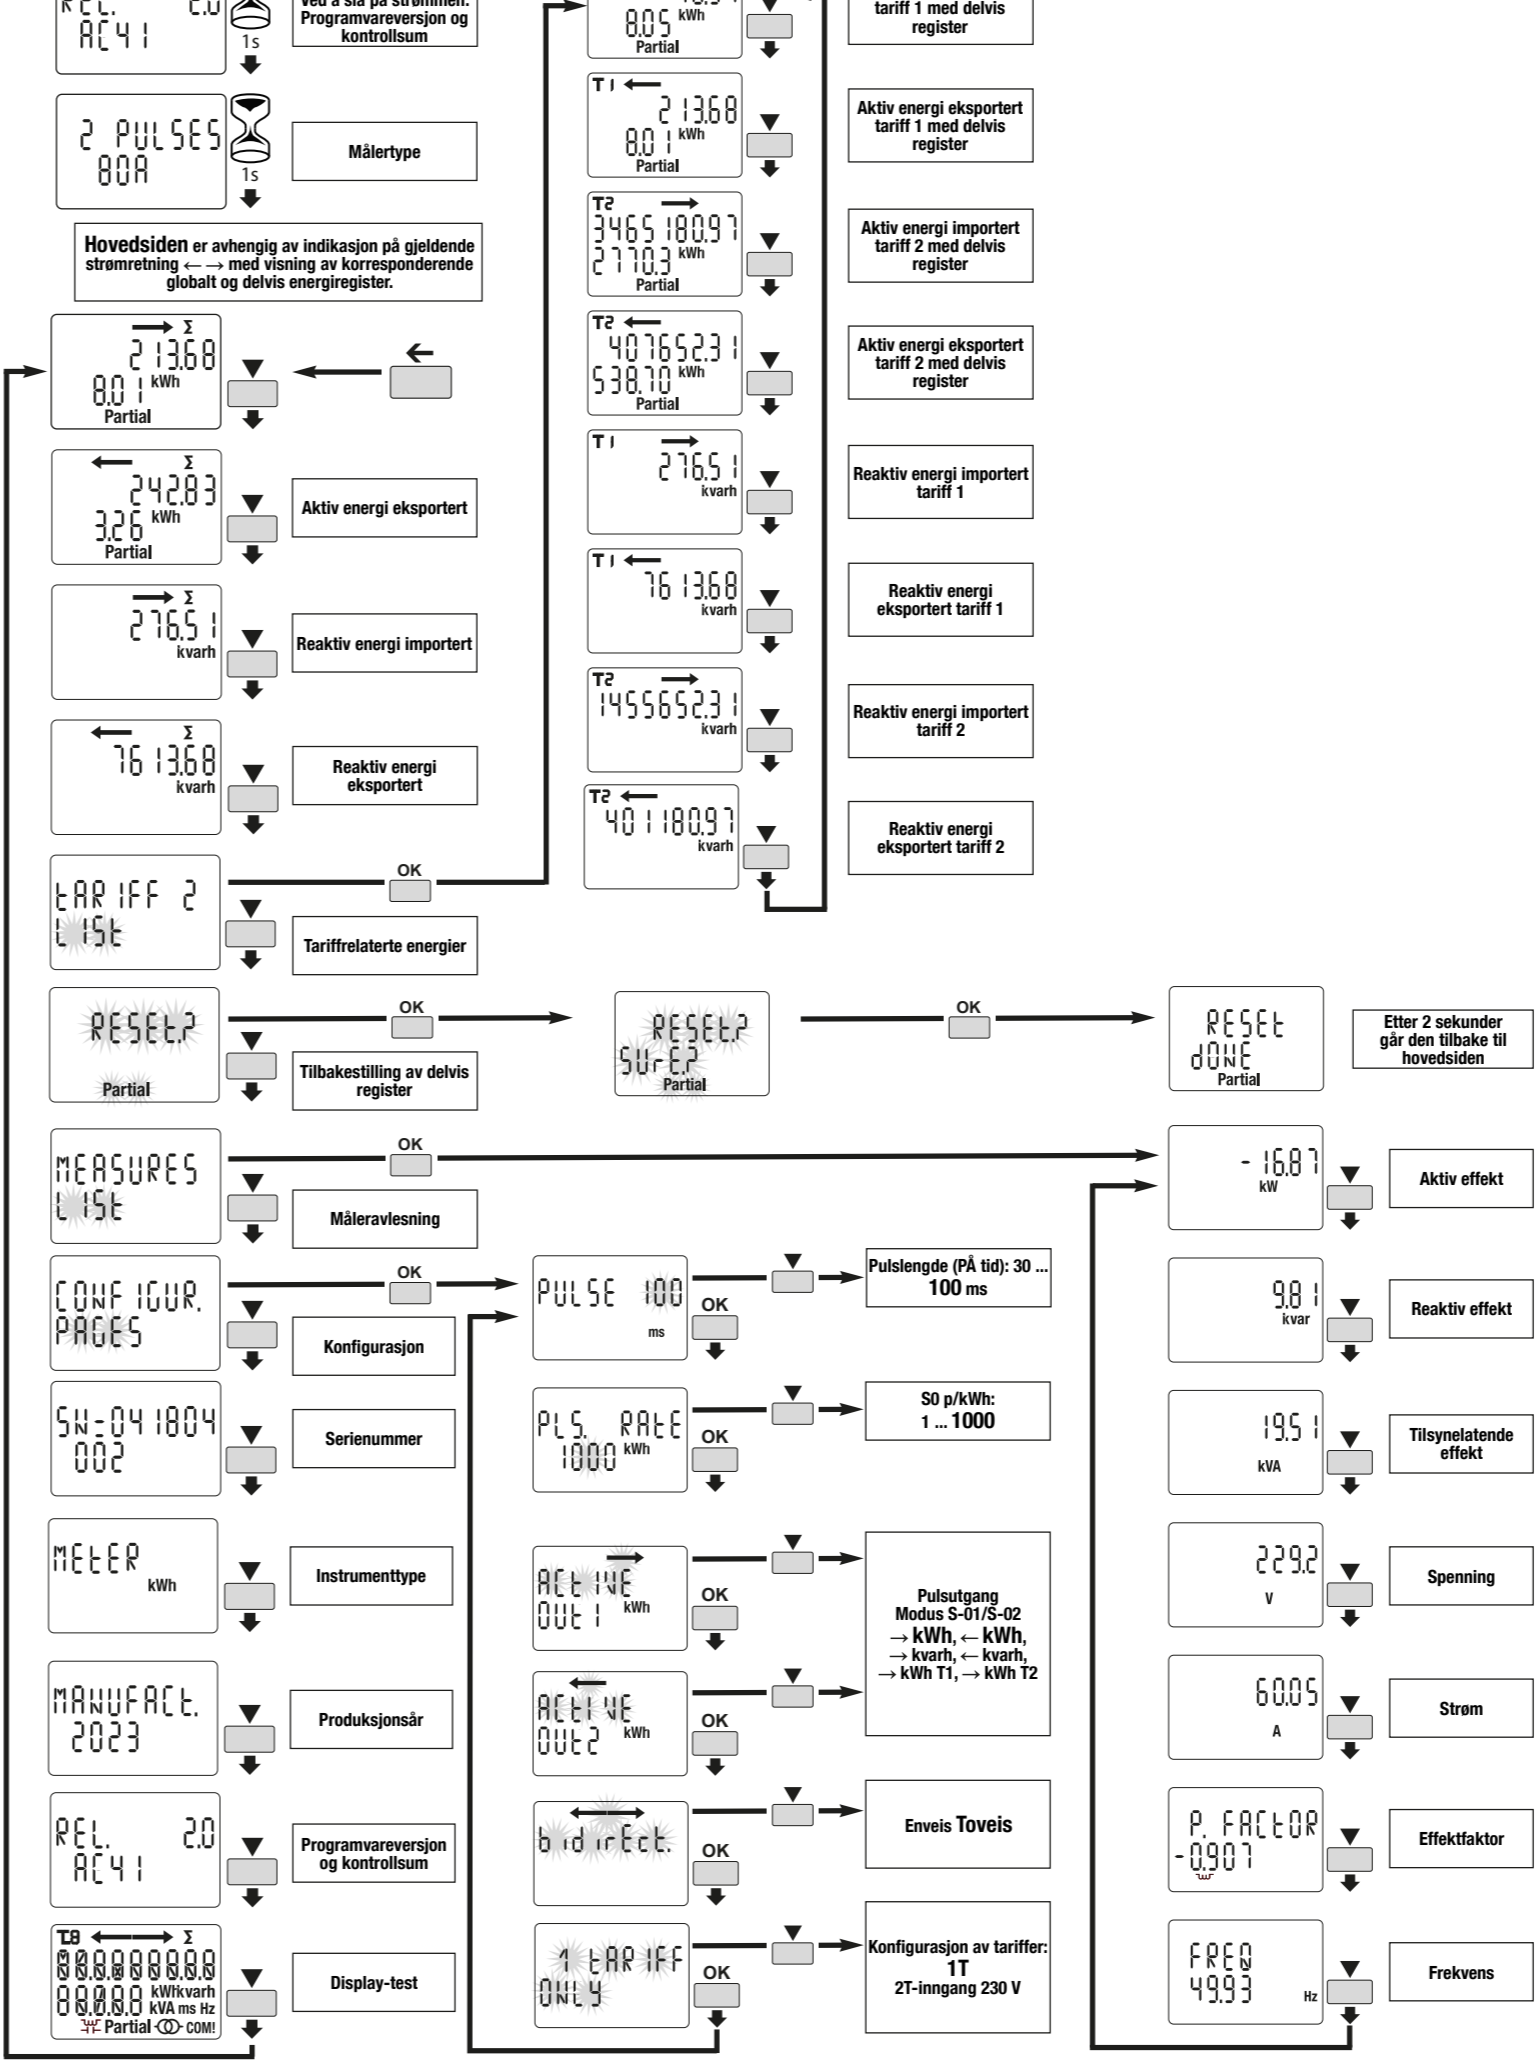 REL. 2.0
AC41
1s
Ved å slå på strømmen:
Programvareversjon og
kontrollsum
2 PULSES
80A
1s
Målertype
Hovedsiden er avhengig av indikasjon på gjeldende
strømretning ← → med visning av korresponderende
globalt og delvis energiregister.
→ Σ
213.68
8.01 kWh
Partial
←
← Σ
242.83
3.26 kWh
Partial
Aktiv energi eksportert
→ Σ
276.51
kvarh
Reaktiv energi importert
← Σ
7613.68
kvarh
Reaktiv energi
eksportert
tARIFF 2
LISt
OK
Tariffrelaterte energier
RESEt?
Partial
OK
Tilbakestilling av delvis
register
RESEt?
SUrE?
Partial
OK
RESEt
dONE
Partial
Etter 2 sekunder
går den tilbake til
hovedsiden
MEASURES
LISt
OK
Måleravlesning
CONFIGUR.
PAGES
OK
Konfigurasjon
SN=041804
002
Serienummer
MEtER
kWh
Instrumenttype
MANUFACt.
2023
Produksjonsår
REL. 2.0
AC41
Programvareversjon
og kontrollsum
T8 ← → Σ
88.8.8.8.8.8.8
88.8.8.8 kWhkvarh
kVA ms Hz
Partial COM!
Display-test
8.05 kWh
Partial
tariff 1 med delvis
register
T1 ←
213.68
8.01 kWh
Partial
Aktiv energi eksportert
tariff 1 med delvis
register
T2 →
3465180.97
2770.3 kWh
Partial
Aktiv energi importert
tariff 2 med delvis
register
T2 ←
407652.31
538.70 kWh
Partial
Aktiv energi eksportert
tariff 2 med delvis
register
T1 →
276.51
kvarh
Reaktiv energi importert
tariff 1
T1 ←
7613.68
kvarh
Reaktiv energi
eksportert tariff 1
T2 →
1455652.31
kvarh
Reaktiv energi importert
tariff 2
T2 ←
401180.97
kvarh
Reaktiv energi
eksportert tariff 2
PULSE 100
ms
OK
Pulslengde (PÅ tid): 30 ...
100 ms
PLS. RAtE
1000 kWh
OK
S0 p/kWh:
1 ... 1000
→
ACtIVE
OUt1 kWh
OK
←
ACtIVE
OUt2 kWh
OK
Pulsutgang
Modus S-01/S-02
→ kWh, ← kWh,
→ kvarh, ← kvarh,
→ kWh T1, → kWh T2
bidirEct.
OK
Enveis Toveis
1 tARIFF
ONLY
OK
Konfigurasjon av tariffer:
1T
2T-inngang 230 V
-16.87
kW
Aktiv effekt
9.81
kvar
Reaktiv effekt
19.51
kVA
Tilsynelatende
effekt
229.2
V
Spenning
60.05
A
Strøm
P. FACtOR
-0.907
Effektfaktor
FREQ
49.93
Hz
Frekvens